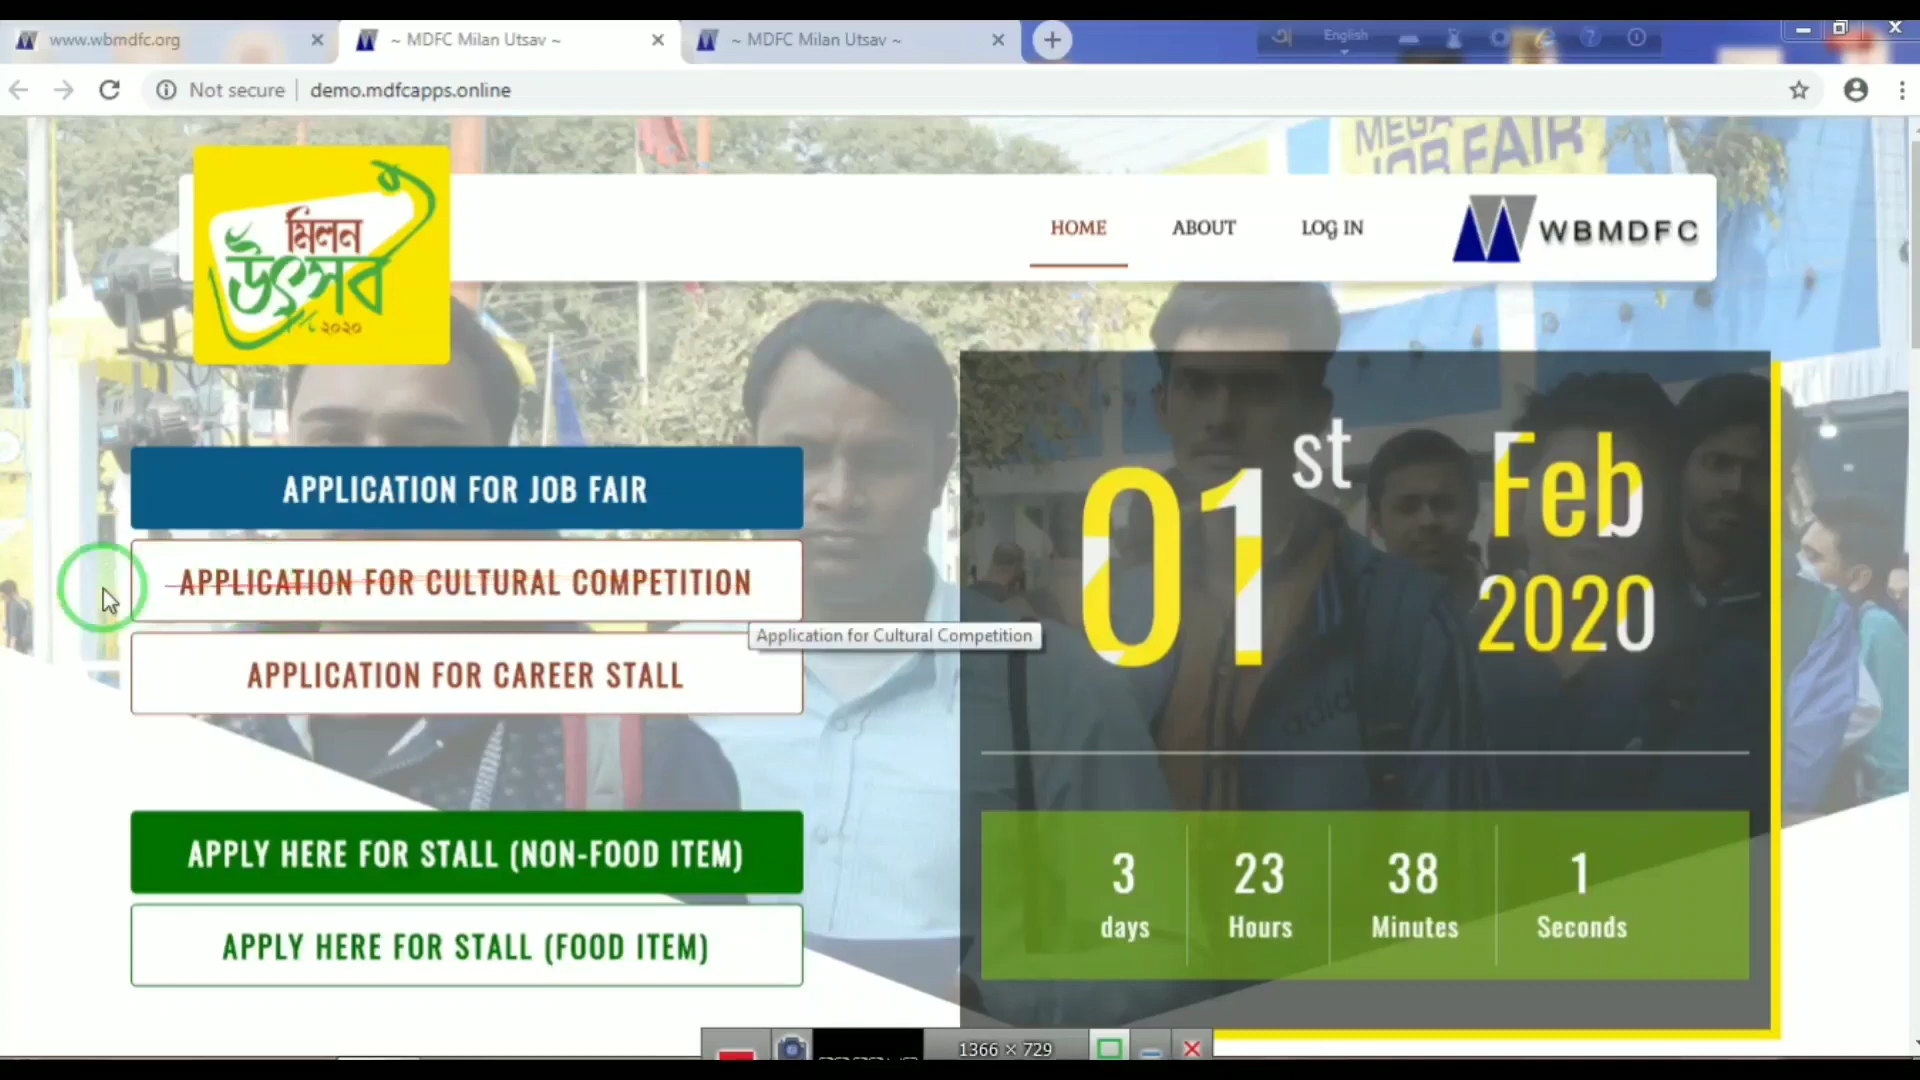 www.wbmdfc.org
~ MDFC Milan Utsav ~
~ MDFC Milan Utsav ~
English
Not secure
demo.mdfcapps.online
MEGA
JOB FAIR
মিলন
উৎসব
২০২০
HOME
ABOUT
LOG IN
WBMDFC
APPLICATION FOR JOB FAIR
APPLICATION FOR CULTURAL COMPETITION
Application for Cultural Competition
APPLICATION FOR CAREER STALL
01st Feb
2020
APPLY HERE FOR STALL (NON-FOOD ITEM)
APPLY HERE FOR STALL (FOOD ITEM)
3 23 38 1
days Hours Minutes Seconds
1366 × 729